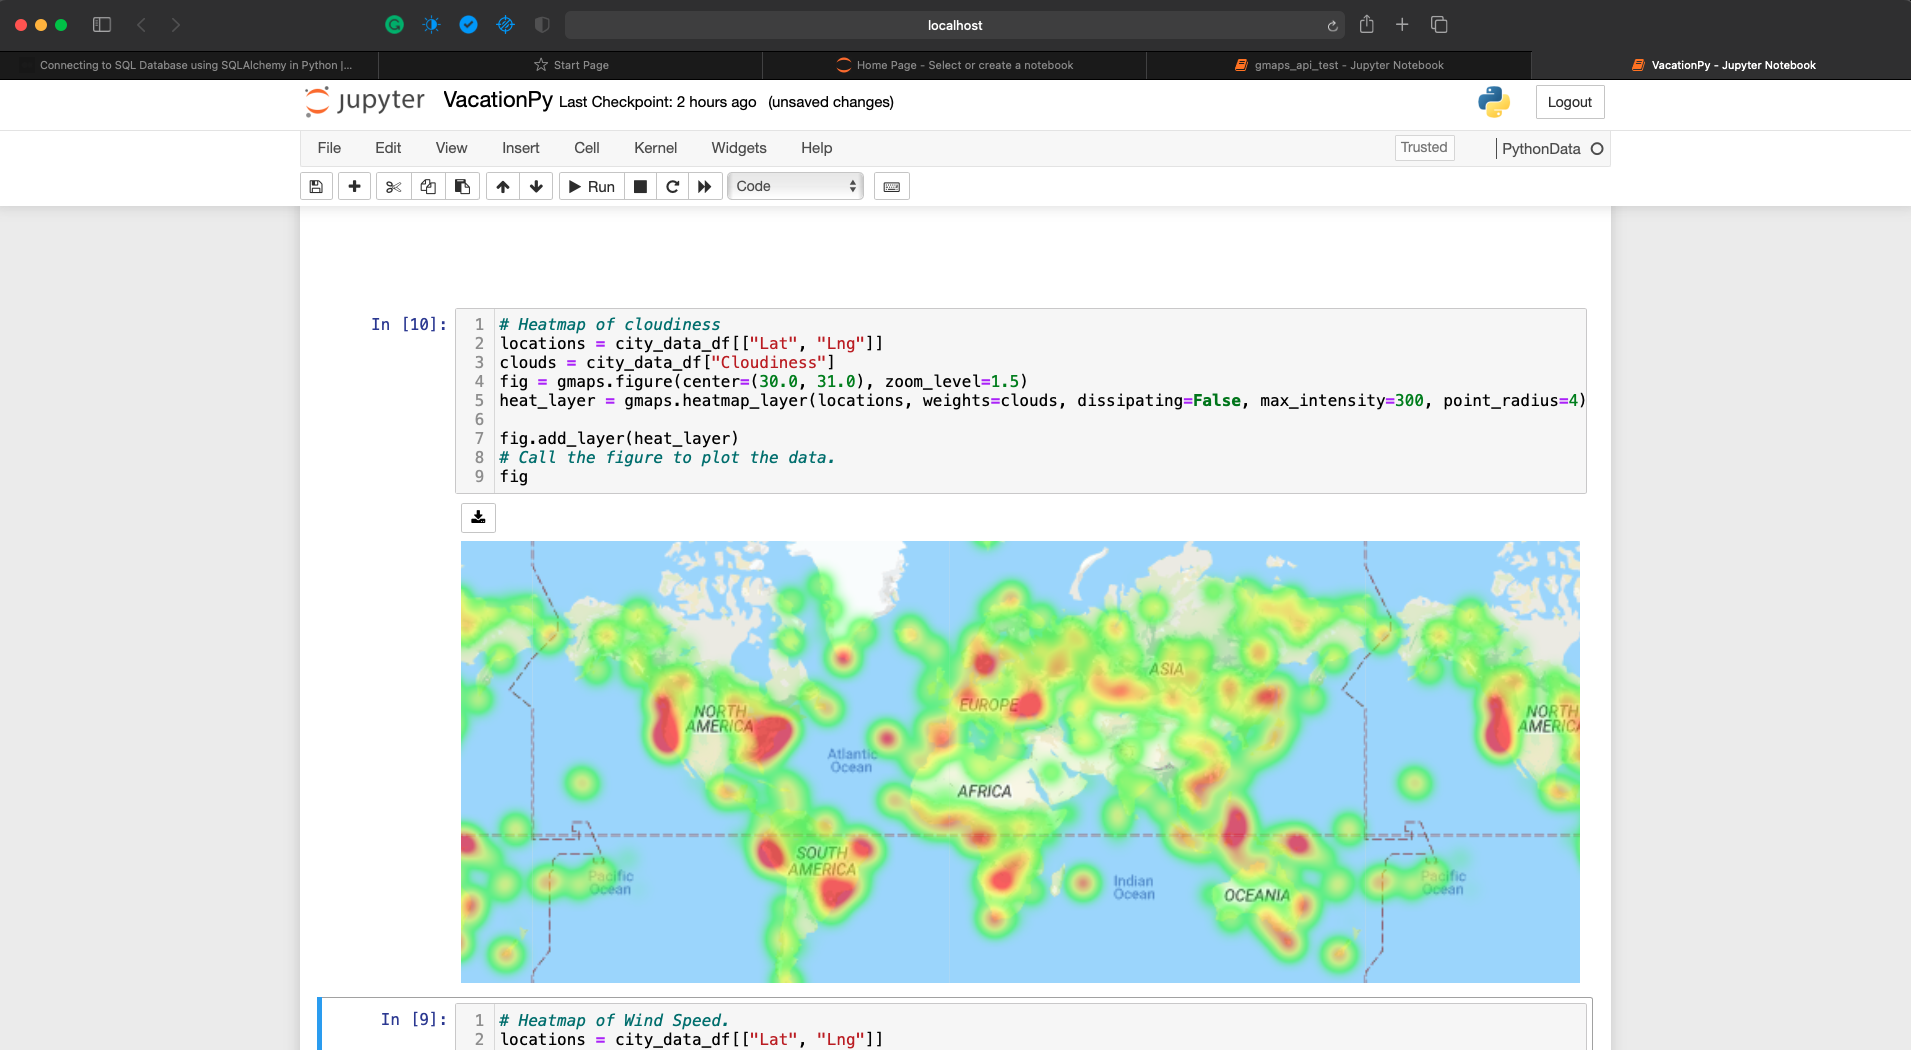 localhost
Connecting to SQL Database using SQLAlchemy in Python |...
Start Page
Home Page - Select or create a notebook
gmaps_api_test - Jupyter Notebook
VacationPy - Jupyter Notebook
jupyter VacationPy Last Checkpoint: 2 hours ago (unsaved changes)
Logout
File Edit View Insert Cell Kernel Widgets Help
Trusted
PythonData
Run
Code
In [10]:
1 # Heatmap of cloudiness
2 locations = city_data_df[["Lat", "Lng"]]
3 clouds = city_data_df["Cloudiness"]
4 fig = gmaps.figure(center=(30.0, 31.0), zoom_level=1.5)
5 heat_layer = gmaps.heatmap_layer(locations, weights=clouds, dissipating=False, max_intensity=300, point_radius=4)
6
7 fig.add_layer(heat_layer)
8 # Call the figure to plot the data.
9 fig
ASIA
EUROPE
NORTH
AMERICA
NORTH
AMERICA
Atlantic
Ocean
AFRICA
SOUTH
AMERICA
Pacific
Ocean
Indian
Ocean
OCEANIA
Pacific
Ocean
In [9]:
1 # Heatmap of Wind Speed.
2 locations = city_data_df[["Lat", "Lng"]]